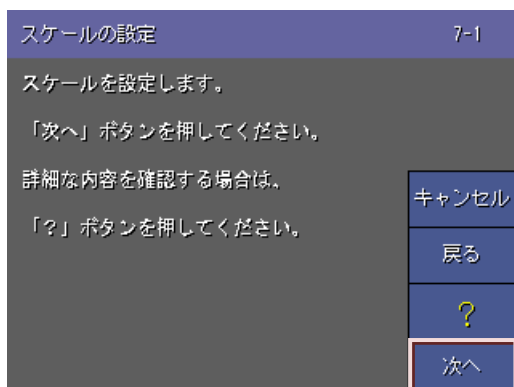 スケールの設定 7-1
スケールを設定します。
「次へ」ボタンを押してください。
詳細な内容を確認する場合は、
「？」ボタンを押してください。
キャンセル
戻る
？
次へ